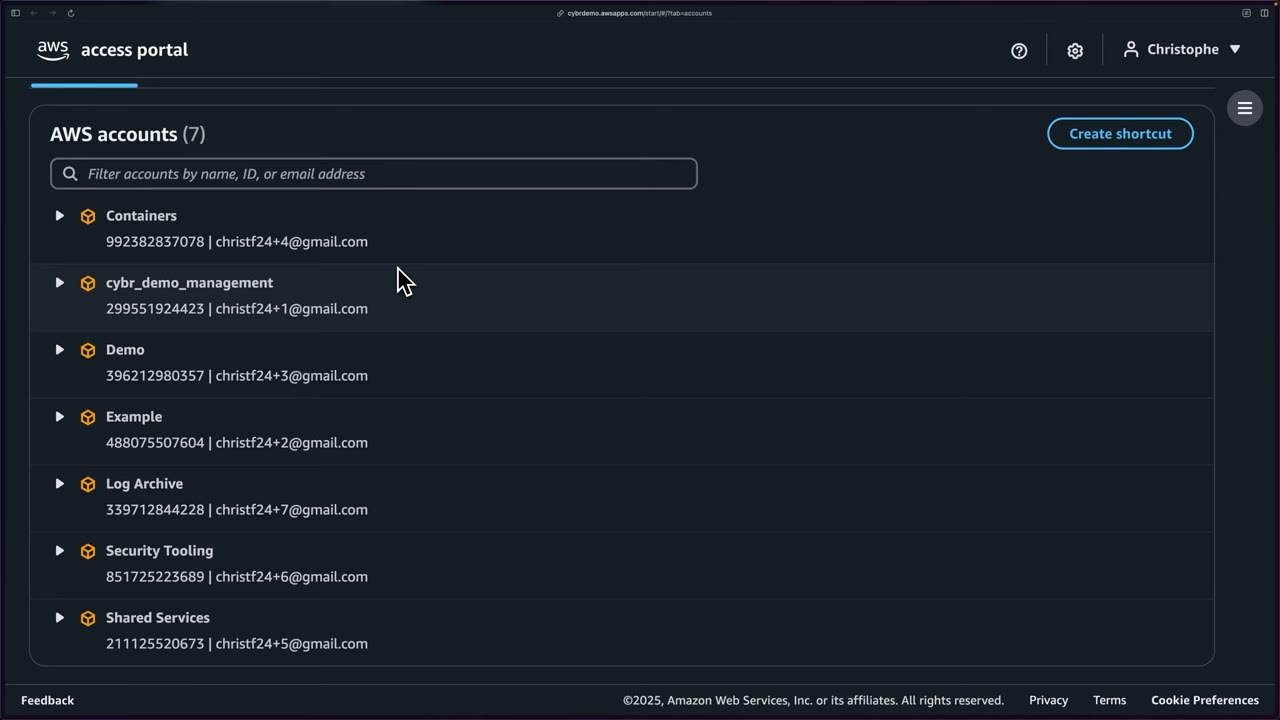 cybrdemo.awsapps.com/start/#/?tab=accounts
aws access portal
Christophe
AWS accounts (7)
Create shortcut
Filter accounts by name, ID, or email address
Containers
992382837078 | christf24+4@gmail.com
cybr_demo_management
299551924423 | christf24+1@gmail.com
Demo
396212980357 | christf24+3@gmail.com
Example
488075507604 | christf24+2@gmail.com
Log Archive
339712844228 | christf24+7@gmail.com
Security Tooling
851725223689 | christf24+6@gmail.com
Shared Services
211125520673 | christf24+5@gmail.com
Feedback
©2025, Amazon Web Services, Inc. or its affiliates. All rights reserved. Privacy Terms Cookie Preferences